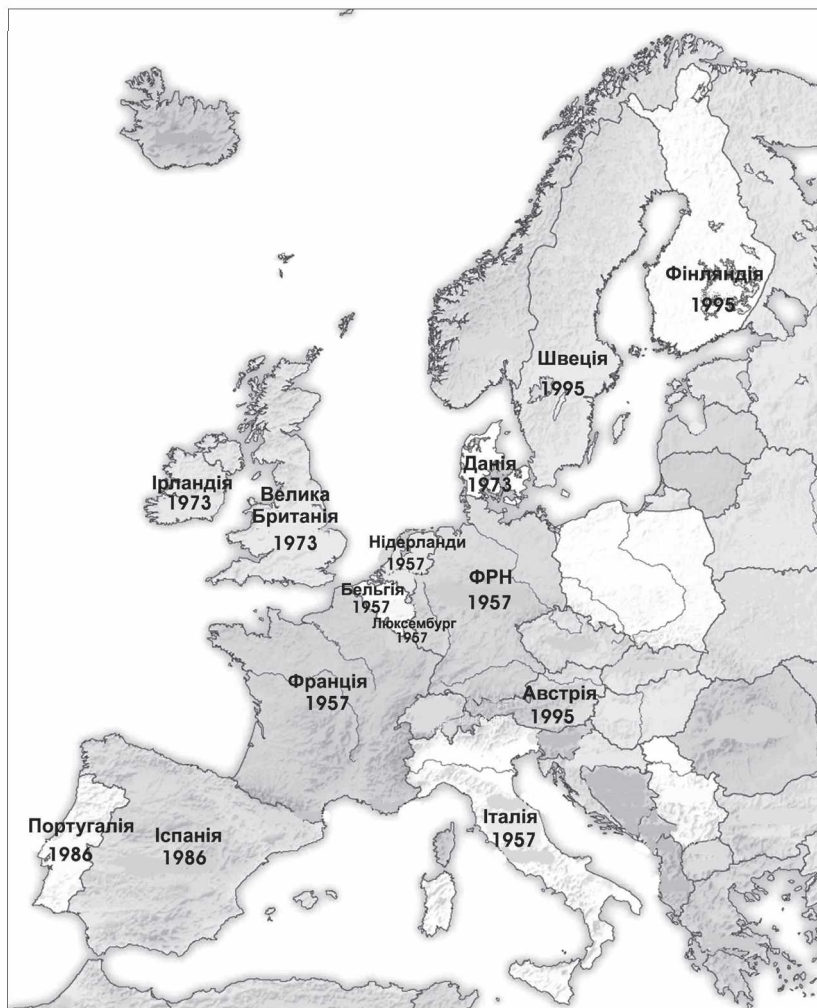 Фінляндія
1995
Швеція
1995
Данія
1973
Ірландія
1973
Велика
Британія
1973
Нідерланди
1957
Бельгія
1957
Люксембург
1957
ФРН
1957
Франція
1957
Австрія
1995
Італія
1957
Португалія
1986
Іспанія
1986